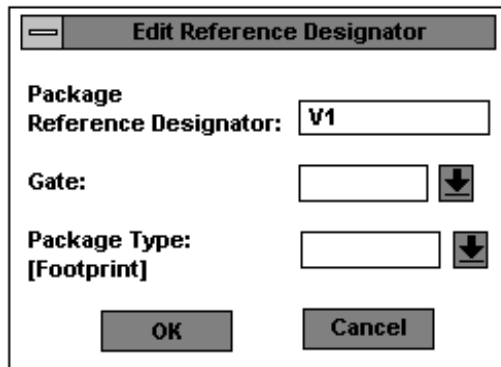 Edit Reference Designator
Package
Reference Designator: V1
Gate:
Package Type:
[Footprint]
OK Cancel